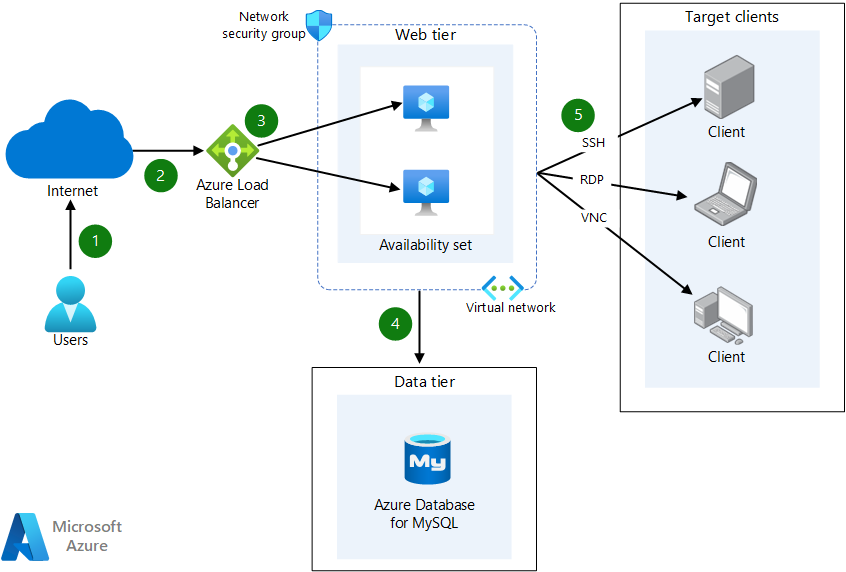 Network
security group
Web tier
Target clients
3
5
SSH
Client
2
Internet
Azure Load
Balancer
RDP
VNC
1
Availability set
Client
Users
Virtual network
4
Client
Data tier
My
Azure Database
for MySQL
Microsoft
Azure